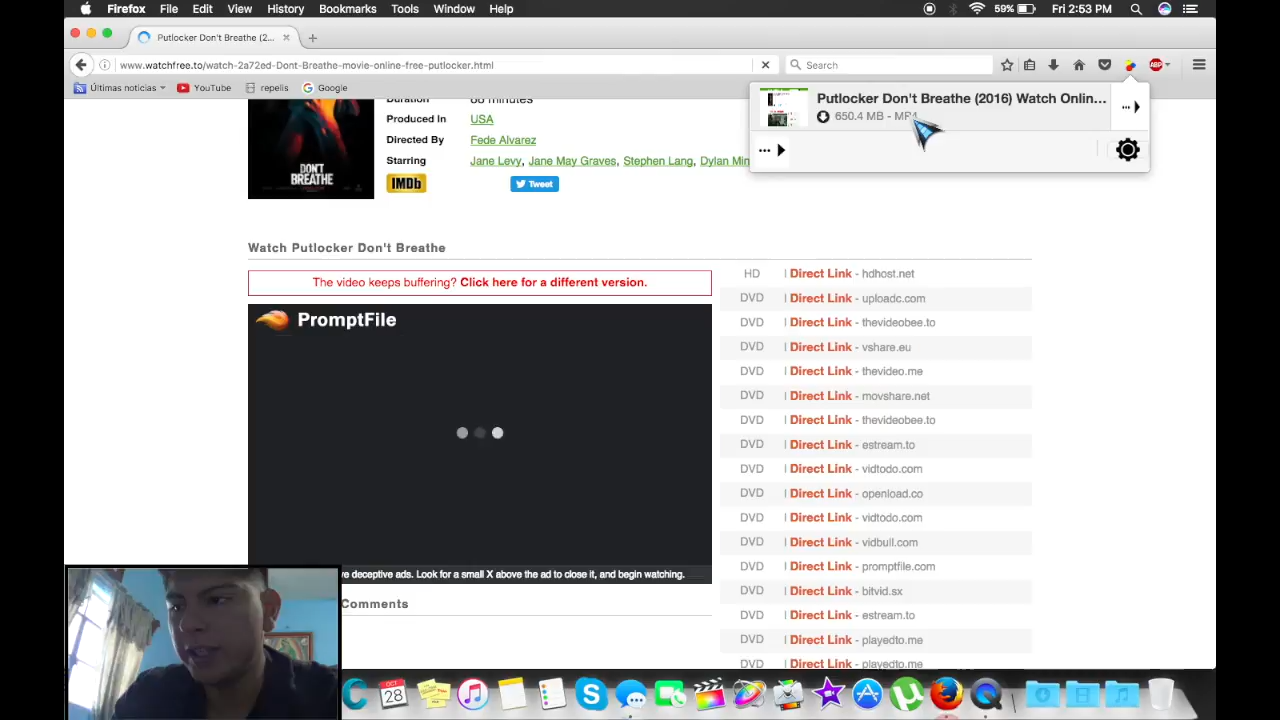 Firefox File Edit View History Bookmarks Tools Window Help 59% Fri 2:53 PM
Putlocker Don't Breathe (2...
www.watchfree.to/watch-2a72ed-Dont-Breathe-movie-online-free-putlocker.html Search ABP
Últimas noticias YouTube repelis Google
Putlocker Don't Breathe (2016) Watch Onlin...
650.4 MB - MP4
Produced In USA
Directed By Fede Alvarez
Starring Jane Levy, Jane May Graves, Stephen Lang, Dylan Min
DON'T
BREATHE
IMDb Tweet
Watch Putlocker Don't Breathe
The video keeps buffering? Click here for a different version.
PromptFile
HD | Direct Link - hdhost.net
DVD | Direct Link - uploadc.com
DVD | Direct Link - thevideobee.to
DVD | Direct Link - vshare.eu
DVD | Direct Link - thevideo.me
DVD | Direct Link - movshare.net
DVD | Direct Link - thevideobee.to
DVD | Direct Link - estream.to
DVD | Direct Link - vidtodo.com
DVD | Direct Link - openload.co
DVD | Direct Link - vidtodo.com
DVD | Direct Link - vidbull.com
DVD | Direct Link - promptfile.com
DVD | Direct Link - bitvid.sx
DVD | Direct Link - estream.to
DVD | Direct Link - playedto.me
DVD | Direct Link - playedto.me
ve deceptive ads. Look for a small X above the ad to close it, and begin watching.
Comments
OCT
28